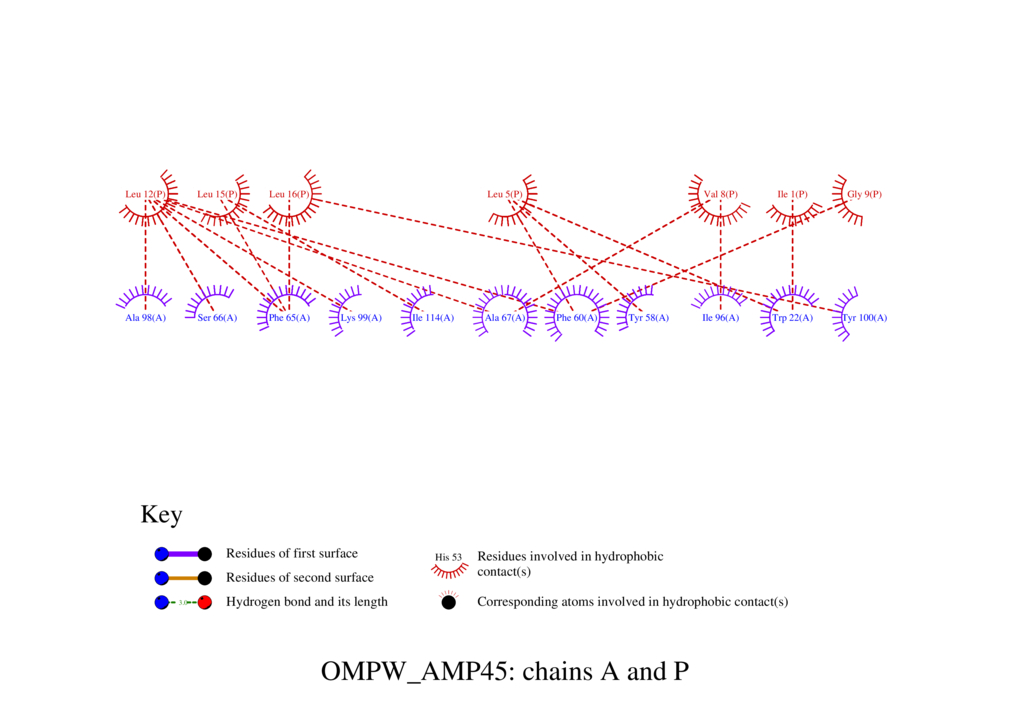 Leu 12(P) Leu 15(P) Leu 16(P) Leu 5(P) Val 8(P) Ile 1(P) Gly 9(P)
Ala 98(A) Ser 66(A) Phe 65(A) Lys 99(A) Ile 114(A) Ala 67(A) Phe 60(A) Tyr 58(A) Ile 96(A) Trp 22(A) Tyr 100(A)
Key
Residues of first surface
Residues of second surface
3.0
Hydrogen bond and its length
His 53
Residues involved in hydrophobic
contact(s)
Corresponding atoms involved in hydrophobic contact(s)
OMPW_AMP45: chains A and P